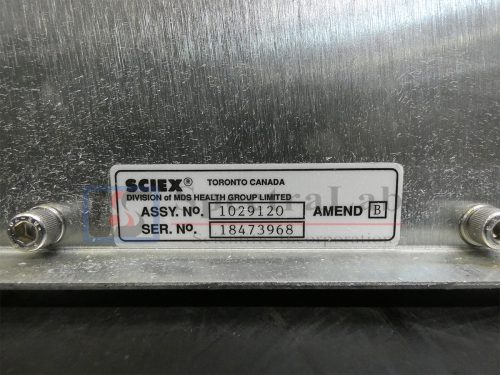 SCIEX® TORONTO CANADA
DIVISION of MDS HEALTH GROUP LIMITED
ASSY. No. 1029120 AMEND B
SER. No. 18473968